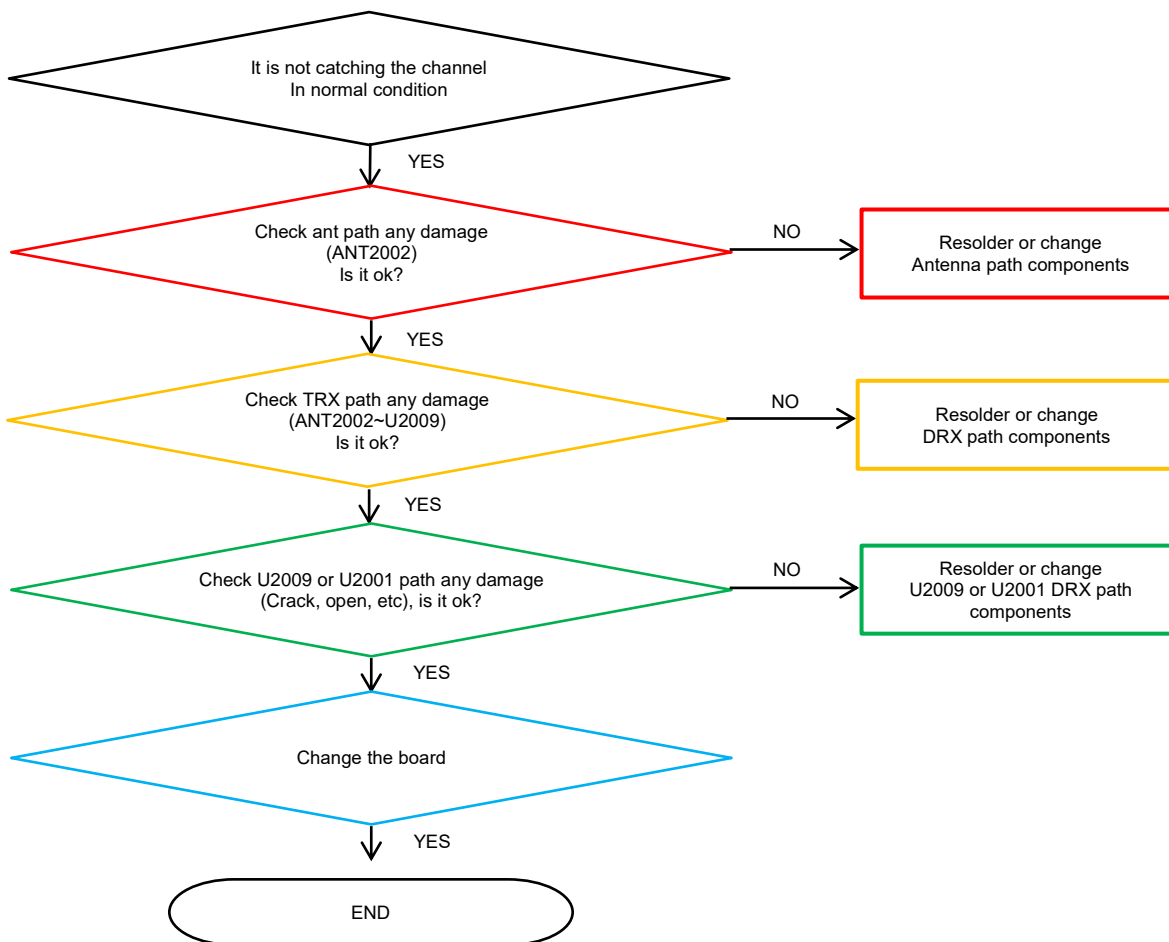 It is not catching the channel
In normal condition
YES
Check ant path any damage
(ANT2002)
Is it ok?
NO
Resolder or change
Antenna path components
YES
Check TRX path any damage
(ANT2002~U2009)
Is it ok?
NO
Resolder or change
DRX path components
YES
Check U2009 or U2001 path any damage
(Crack, open, etc), is it ok?
NO
Resolder or change
U2009 or U2001 DRX path
components
YES
Change the board
YES
END